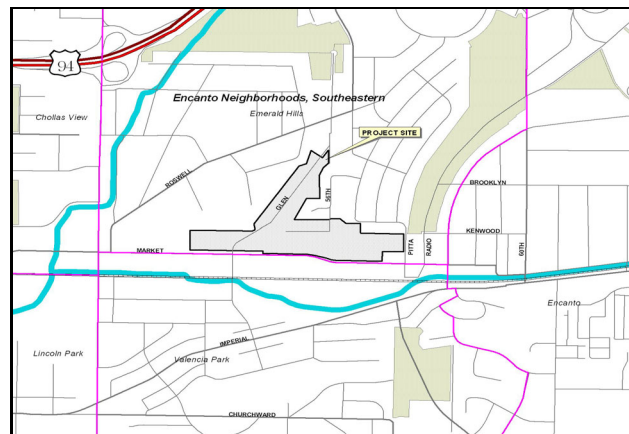 94
Encanto Neighborhoods, Southeastern
Chollas View
Emerald Hills
PROJECT SITE
ROSWELL
GLEN
56TH
BROOKLYN
KENWOOD
MARKET
PITTA
RADIO
60TH
Encanto
IMPERIAL
Lincoln Park
Valencia Park
CHURCHWARD